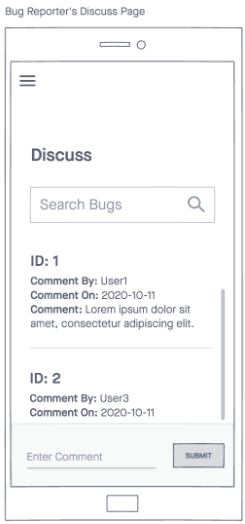 Bug Reporter's Discuss Page
Discuss
Search Bugs
ID: 1
Comment By: User1
Comment On: 2020-10-11
Comment: Lorem ipsum dolor sit
amet, consectetur adipiscing elit.
ID: 2
Comment By: User3
Comment On: 2020-10-11
Enter Comment
SUBMIT